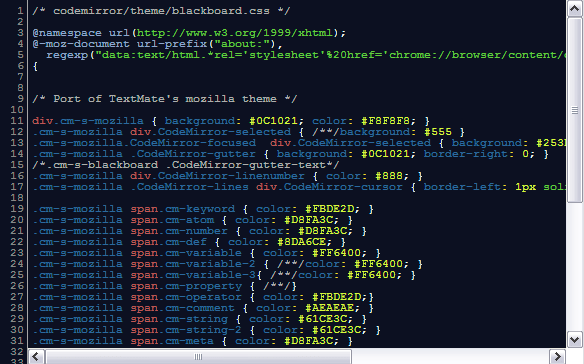 1 /* codemirror/theme/blackboard.css */
2
3 @namespace url(http://www.w3.org/1999/xhtml);
4 @-moz-document url-prefix("about:"),
5 regexp("data:text/html.*rel='stylesheet'%20href='chrome://browser/content/
6 {
7
8
9 /* Port of TextMate's mozilla theme */
10
11 div.cm-s-mozilla { background: #0C1021; color: #F8F8F8; }
12 .cm-s-mozilla div.CodeMirror-selected { /**/background: #555 }
13 .cm-s-mozilla.CodeMirror-focused div.CodeMirror-selected { background: #253
14 .cm-s-mozilla .CodeMirror-gutter { background: #0C1021; border-right: 0; }
15 /*.cm-s-blackboard .CodeMirror-gutter-text*/
16 .cm-s-mozilla div.CodeMirror-linenumber { color: #888; }
17 .cm-s-mozilla .CodeMirror-lines div.CodeMirror-cursor { border-left: 1px sol
18
19 .cm-s-mozilla span.cm-keyword { color: #FBDE2D; }
20 .cm-s-mozilla span.cm-atom { color: #D8FA3C; }
21 .cm-s-mozilla span.cm-number { color: #D8FA3C; }
22 .cm-s-mozilla span.cm-def { color: #8DA6CE; }
23 .cm-s-mozilla span.cm-variable { color: #FF6400; }
24 .cm-s-mozilla span.cm-variable-2 { /**/color: #FF6400; }
25 .cm-s-mozilla span.cm-variable-3{ /**/color: #FF6400; }
26 .cm-s-mozilla span.cm-property { /**/}
27 .cm-s-mozilla span.cm-operator { color: #FBDE2D;}
28 .cm-s-mozilla span.cm-comment { color: #AEAEAE; }
29 .cm-s-mozilla span.cm-string { color: #61CE3C; }
30 .cm-s-mozilla span.cm-string-2 { color: #61CE3C; }
31 .cm-s-mozilla span.cm-meta { color: #D8FA3C; }
32